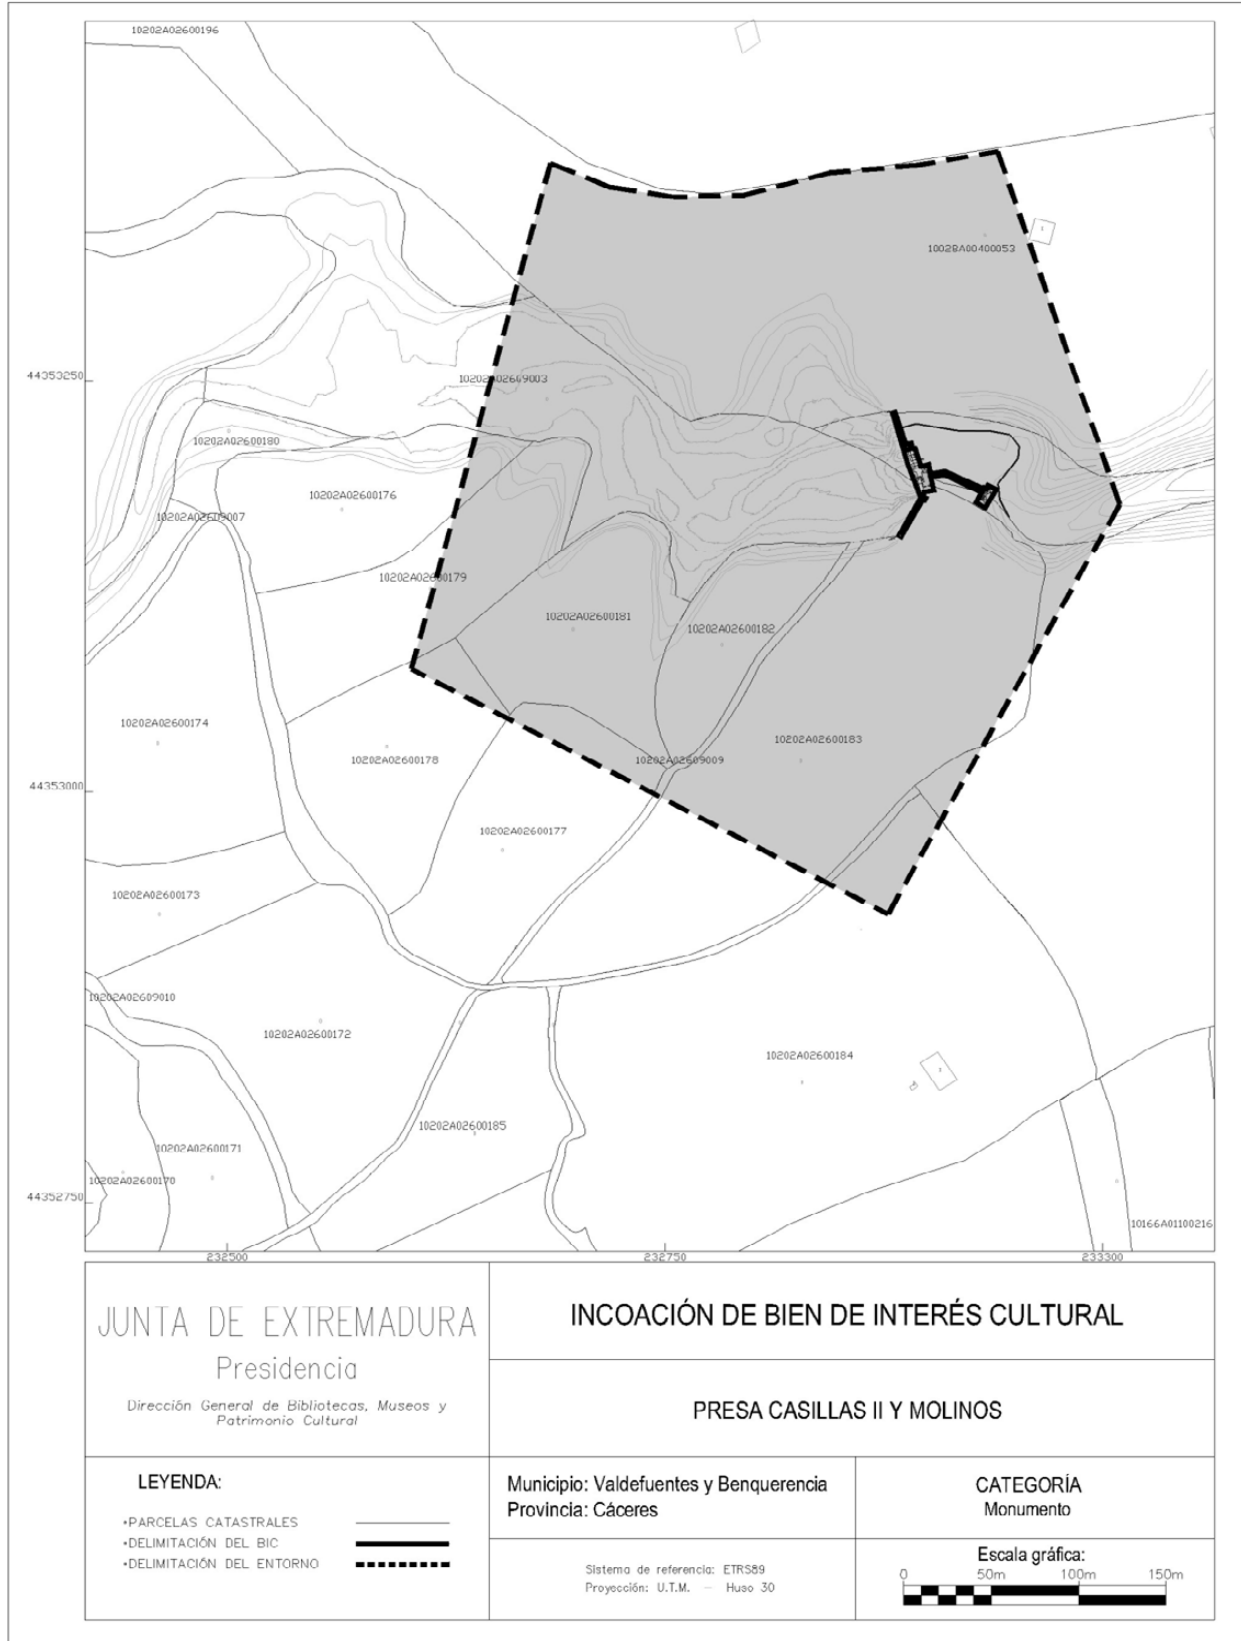 10202A02600196
10028A00400053
44353250
10202A02609003
10202A02600180
10202A02600176
10202A02609007
10202A02600179
10202A02600181
10202A02600182
10202A02600174
10202A02600183
10202A02600178
10202A02609009
44353000
10202A02600177
10202A02600173
10202A02609010
10202A02600172
10202A02600184
10202A02600185
10202A02600171
10202A02600170
44352750
10166A01100216
232500
232750
233300
JUNTA DE EXTREMADURA
Presidencia
Dirección General de Bibliotecas, Museos y
Patrimonio Cultural
INCOACIÓN DE BIEN DE INTERÉS CULTURAL
PRESA CASILLAS II Y MOLINOS
LEYENDA:
•PARCELAS CATASTRALES
•DELIMITACIÓN DEL BIC
•DELIMITACIÓN DEL ENTORNO
Municipio: Valdefuentes y Benquerencia
Provincia: Cáceres
CATEGORÍA
Monumento
Sistema de referencia: ETRS89
Proyección: U.T.M. — Huso 30
Escala gráfica:
0 50m 100m 150m